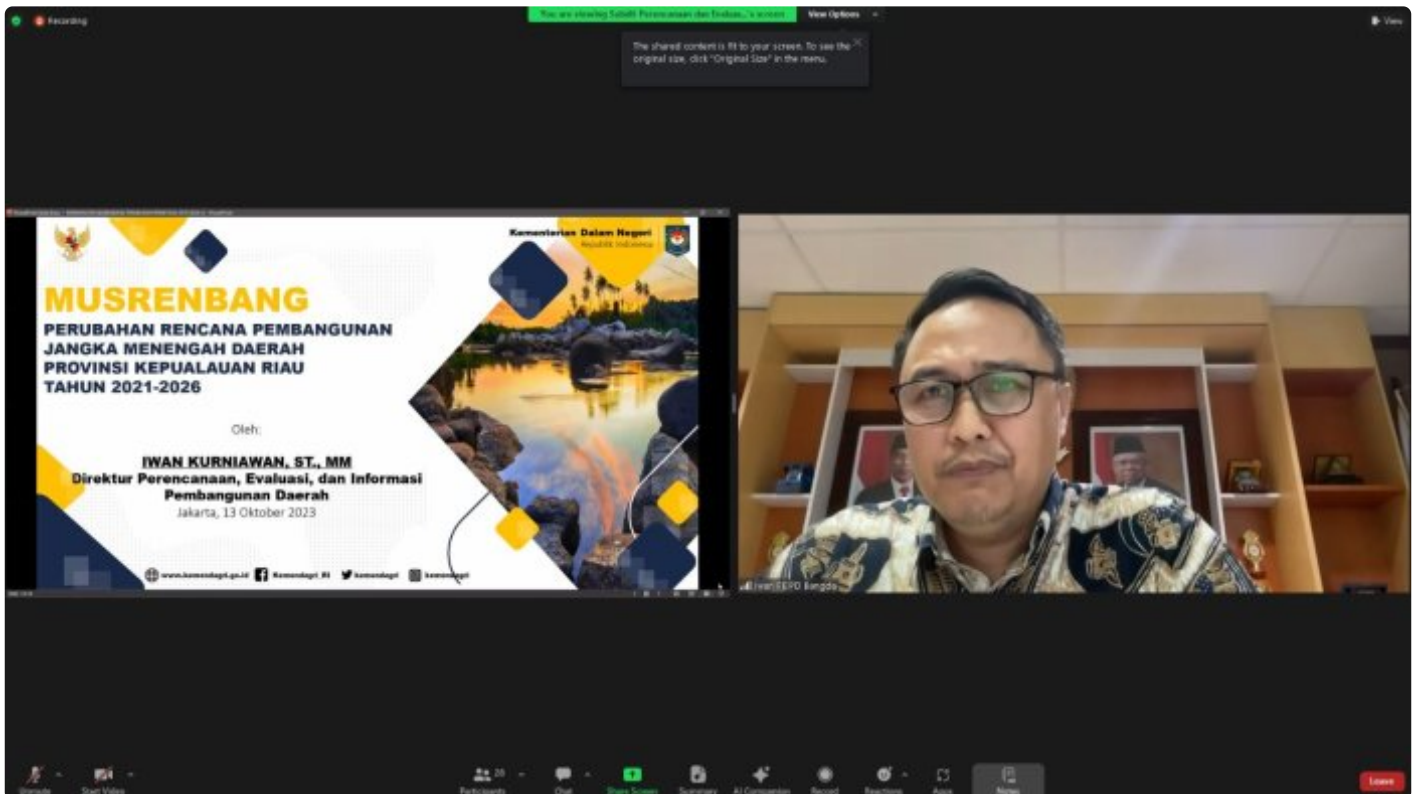 Recording
You are viewing Subdit Perencanaan dan Evaluas...'s screen
View Options
View
The shared content is fit to your screen. To see the
original size, click "Original Size" in the menu.
Kementerian Dalam Negeri
Republik Indonesia
MUSRENBANG
PERUBAHAN RENCANA PEMBANGUNAN
JANGKA MENENGAH DAERAH
PROVINSI KEPUALAUAN RIAU
TAHUN 2021-2026
Oleh:
IWAN KURNIAWAN, ST., MM
Direktur Perencanaan, Evaluasi, dan Informasi
Pembangunan Daerah
Jakarta, 13 Oktober 2023
www.kemendagri.go.id Kemendagri_RI kemendagri kemendagri
Bangda
28
Unmute Start Video Participants Chat Share Screen Summary AI Companion Record Reactions Apps Notes Leave